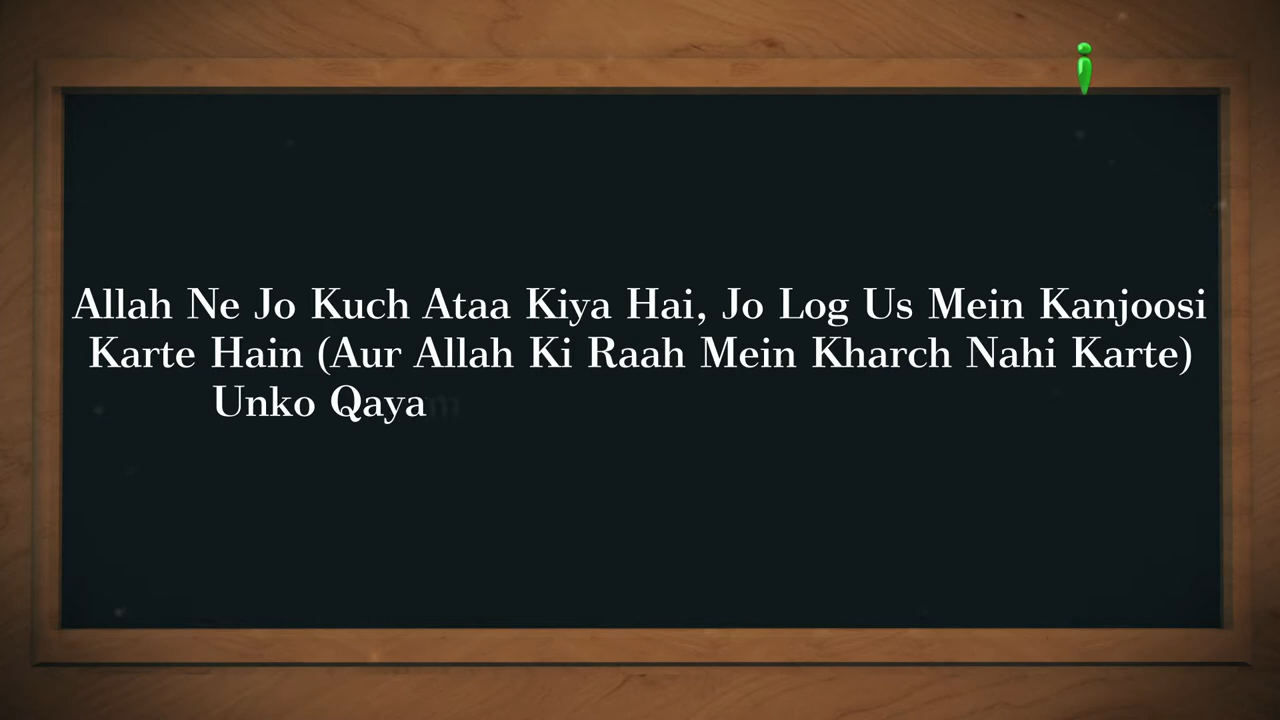 Allah Ne Jo Kuch Ataa Kiya Hai, Jo Log Us Mein Kanjoosi
Karte Hain (Aur Allah Ki Raah Mein Kharch Nahi Karte)
Unko Qayam